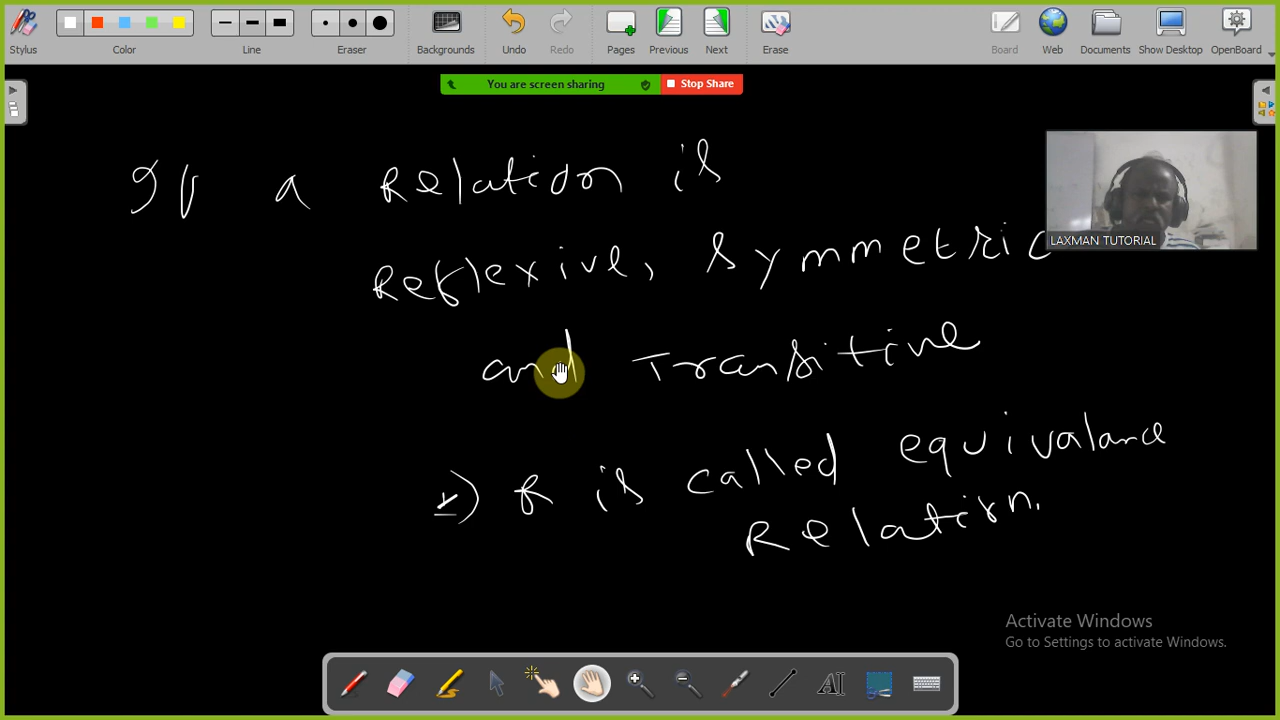 Stylus
Color
Line
Eraser
Backgrounds
Undo
Redo
Pages
Previous
Next
Erase
Board
Web
Documents
Show Desktop
OpenBoard
You are screen sharing
Stop Share
If a Relation is
Reflexive, Symmetric
LAXMAN TUTORIAL
and Transitive
R is called equivalance
Relation.
Activate Windows
Go to Settings to activate Windows.
AI